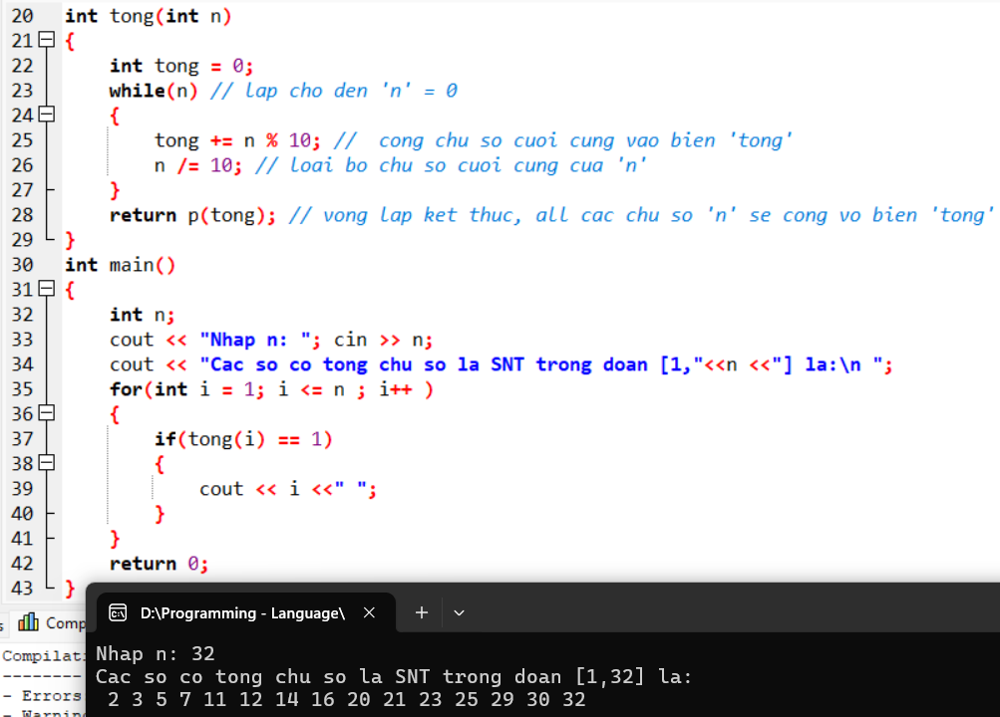 20 int tong(int n)
21 {
22 int tong = 0;
23 while(n) // lap cho den 'n' = 0
24 {
25 tong += n % 10; //  cong chu so cuoi cung vao bien 'tong'
26 n /= 10; // loai bo chu so cuoi cung cua 'n'
27 }
28 return p(tong); // vong lap ket thuc, all cac chu so 'n' se cong vo bien 'tong'
29 }
30 int main()
31 {
32 int n;
33 cout << "Nhap n: "; cin >> n;
34 cout << "Cac so co tong chu so la SNT trong doan [1,"<<n <<"] la:\n ";
35 for(int i = 1; i <= n ; i++ )
36 {
37 if(tong(i) == 1)
38 {
39 cout << i <<" ";
40 }
41 }
42 return 0;
43 }
D:\Programming - Language\
Comp
Compilat
--------
- Errors
Nhap n: 32
Cac so co tong chu so la SNT trong doan [1,32] la:
2 3 5 7 11 12 14 16 20 21 23 25 29 30 32